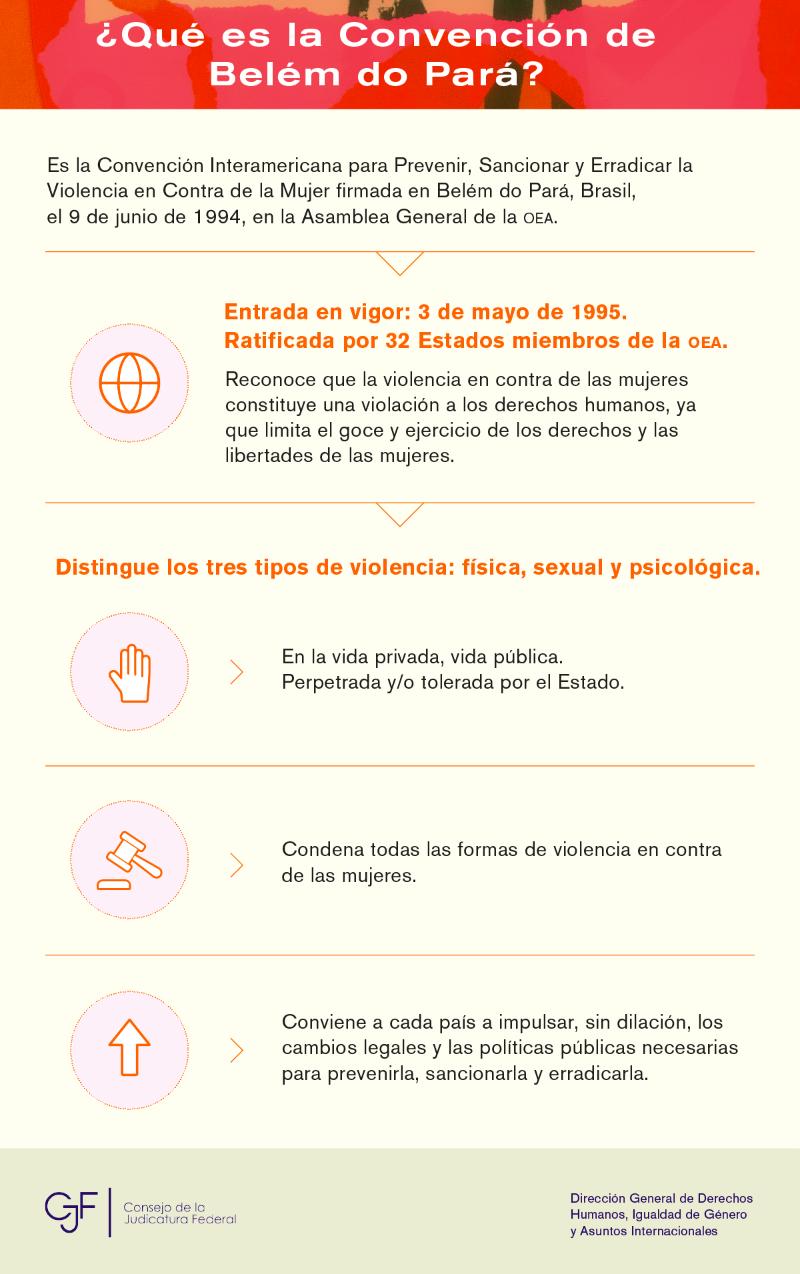 ¿Qué es la Convención de
Belém do Pará?
Es la Convención Interamericana para Prevenir, Sancionar y Erradicar la
Violencia en Contra de la Mujer firmada en Belém do Pará, Brasil,
el 9 de junio de 1994, en la Asamblea General de la OEA.
Entrada en vigor: 3 de mayo de 1995.
Ratificada por 32 Estados miembros de la OEA.
Reconoce que la violencia en contra de las mujeres
constituye una violación a los derechos humanos, ya
que limita el goce y ejercicio de los derechos y las
libertades de las mujeres.
Distingue los tres tipos de violencia: física, sexual y psicológica.
En la vida privada, vida pública.
Perpetrada y/o tolerada por el Estado.
Condena todas las formas de violencia en contra
de las mujeres.
Conviene a cada país a impulsar, sin dilación, los
cambios legales y las políticas públicas necesarias
para prevenirla, sancionarla y erradicarla.
CJF
Consejo de la
Judicatura Federal
Dirección General de Derechos
Humanos, Igualdad de Género
y Asuntos Internacionales